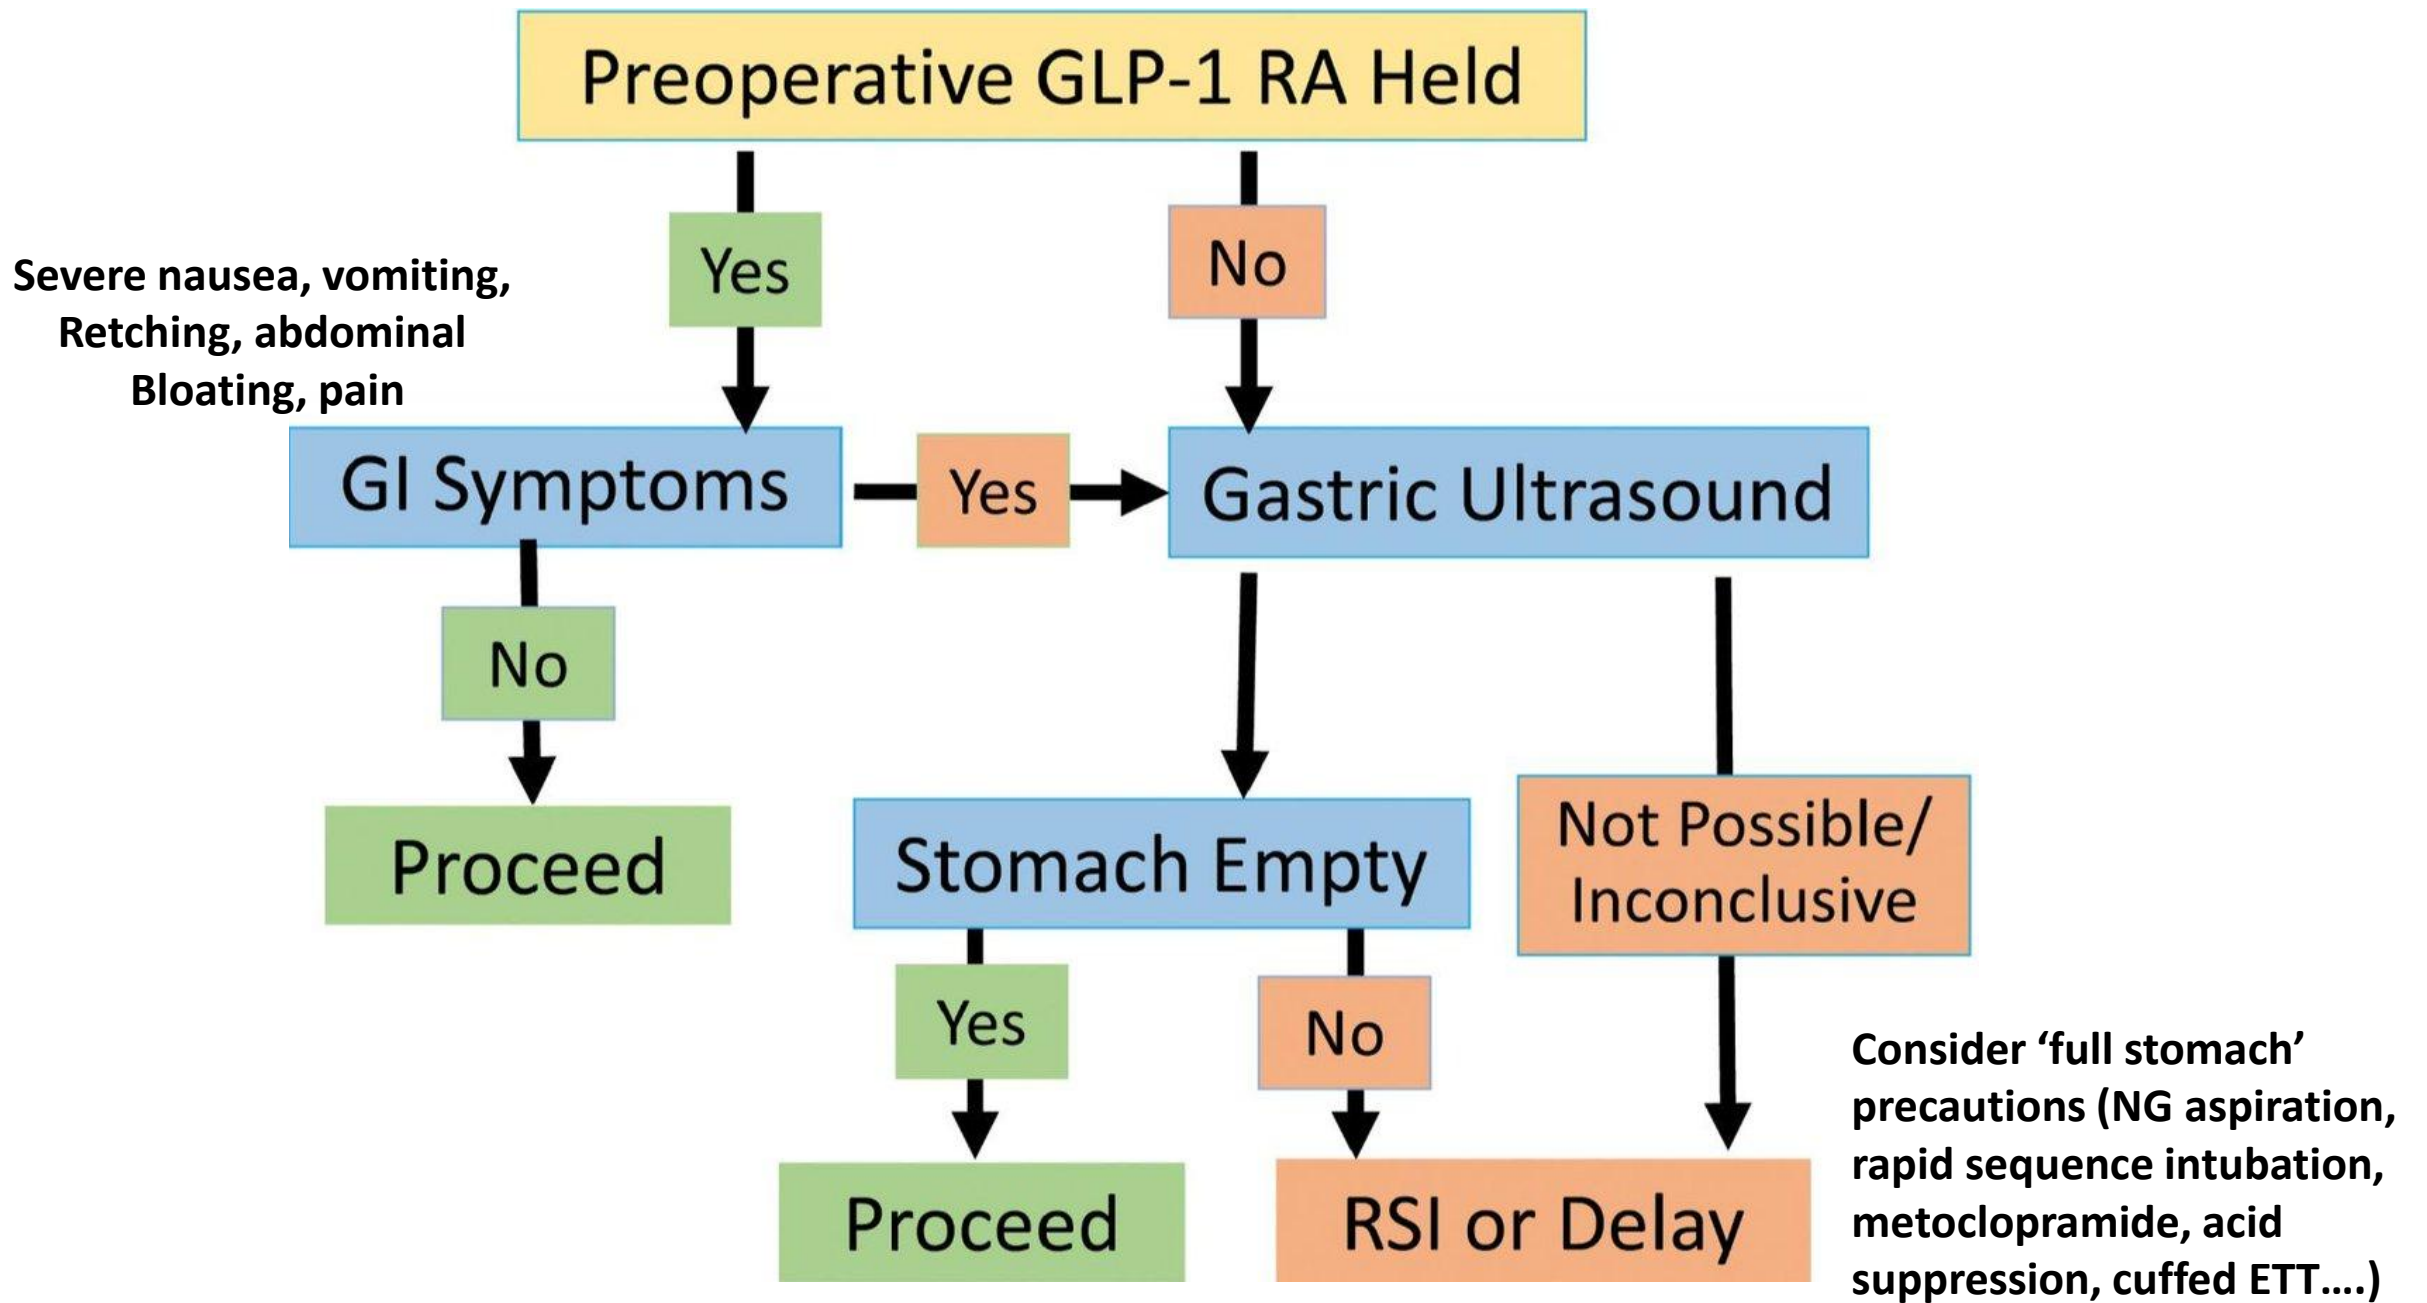 Preoperative GLP-1 RA Held
Yes
No
Severe nausea, vomiting,
Retching, abdominal
Bloating, pain
GI Symptoms
Yes
Gastric Ultrasound
No
Proceed
Stomach Empty
Not Possible/
Inconclusive
Yes
No
Proceed
RSI or Delay
Consider ‘full stomach’
precautions (NG aspiration,
rapid sequence intubation,
metoclopramide, acid
suppression, cuffed ETT....)